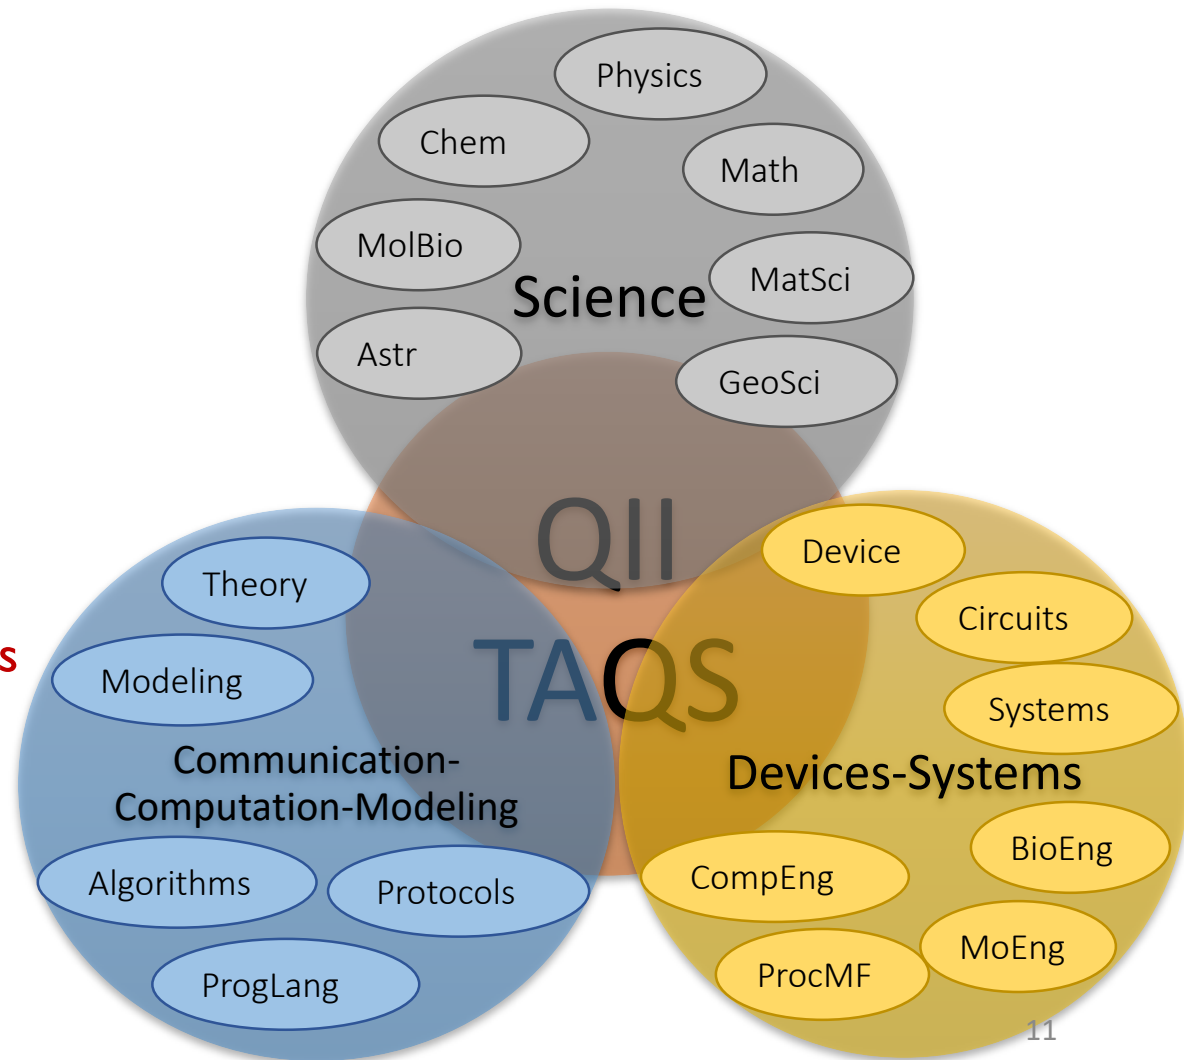 Physics
Chem
Math
MolBio
MatSci
Science
Astr
GeoSci
QII
TAQS
Device
Circuits
Systems
Devices-Systems
BioEng
CompEng
MoEng
ProcMF
Theory
s
Modeling
Communication-
Computation-Modeling
Algorithms
Protocols
ProgLang
11